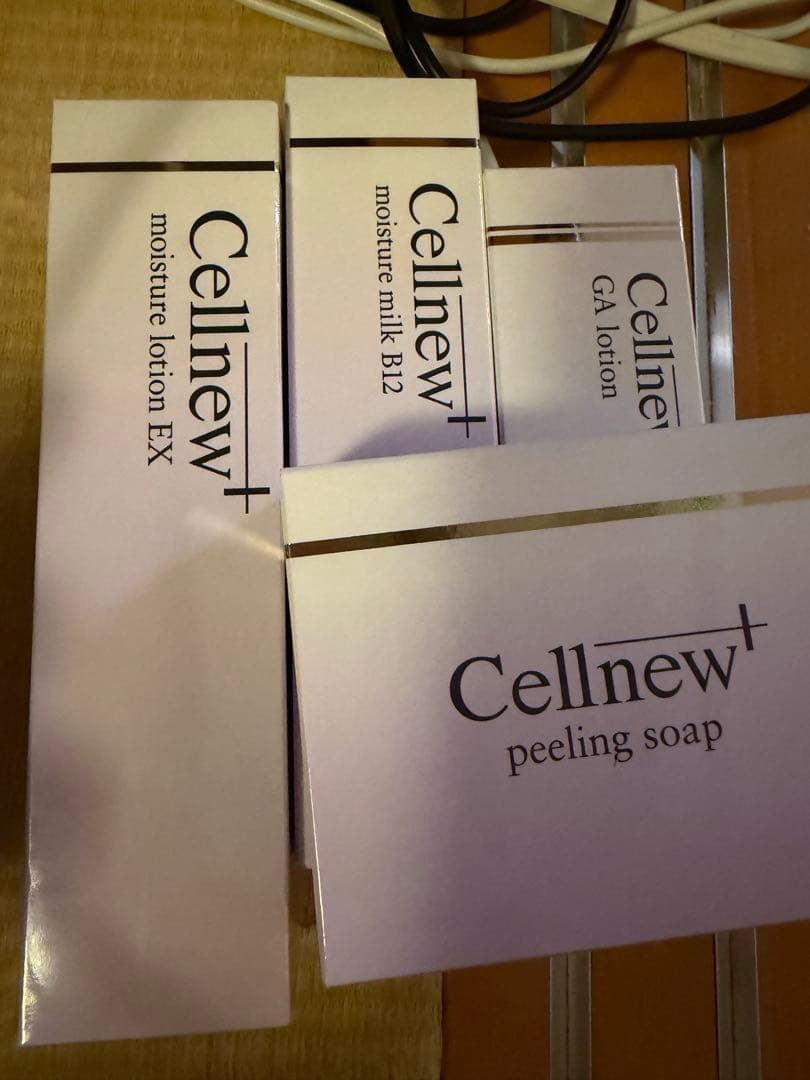 Cellnew+
moisture lotion EX
Cellnew+
moisture milk B12
Cellnew
GA lotion
Cellnew+
peeling soap